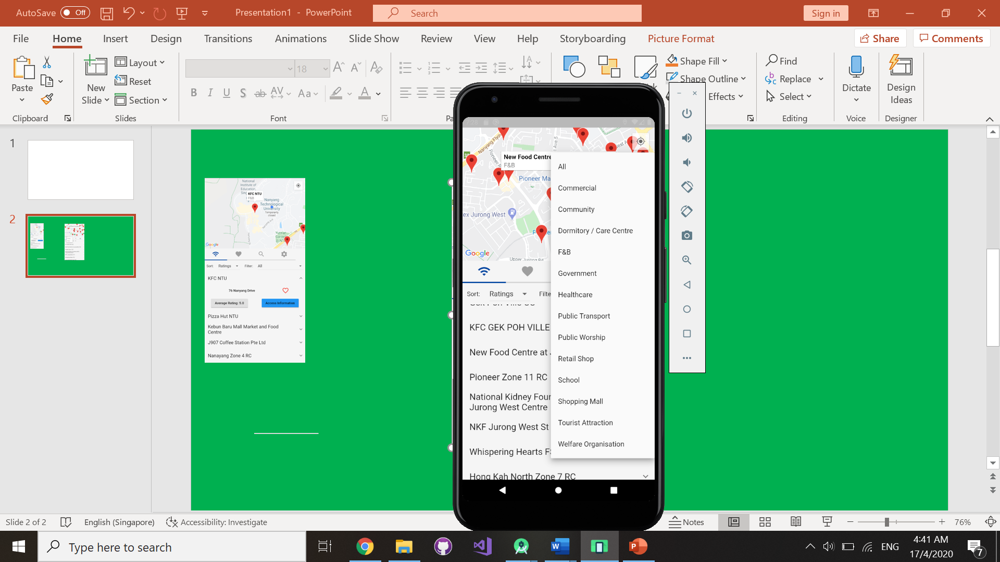 AutoSave Off
Presentation1 - PowerPoint
Search
Sign in
File Home Insert Design Transitions Animations Slide Show Review View Help Storyboarding Picture Format
Share Comments
Paste
Clipboard
New
Slide
Layout
Reset
Section
Slides
18
B I U S ab AV Aa A
Font
Shape Fill
Shape Outline
Effects
Find
Replace
Select
Editing
Dictate
Voice
Design
Ideas
Designer
1
2
National
Institute of
Education,
KFC NTU
F&B
Nanyang
Technological
University
Temporarily
closed
Yunnan
Google
Sort: Ratings Filter: All
KFC NTU
76 Nanyang Drive
Average Rating: 5.0 Access Information
Pizza Hut NTU
Kebun Baru Mall Market and Food
Centre
J907 Coffee Station Pte Ltd
Nanayang Zone 4 RC
Nanyang Flyo
New Food Centre
F&B
Pioneer Ma
ex Jurong West
Google
Upper Jurong Rd
Sort: Ratings Filte
KFC GEK POH VILLE
New Food Centre at
Pioneer Zone 11 RC
National Kidney Foun
Jurong West Centre
NKF Jurong West St
Whispering Hearts F
Hong Kah North Zone 7 RC
All
Commercial
Community
Dormitory / Care Centre
F&B
Government
Healthcare
Public Transport
Public Worship
Retail Shop
School
Shopping Mall
Tourist Attraction
Welfare Organisation
Slide 2 of 2
English (Singapore)
Accessibility: Investigate
Notes
76%
Type here to search
ENG
4:41 AM
17/4/2020
7